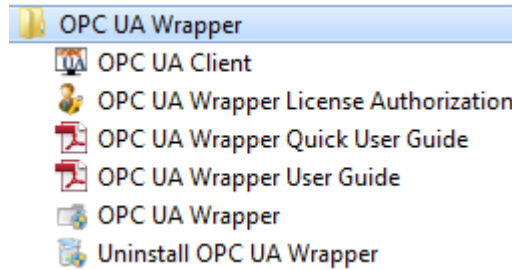 OPC UA Wrapper
OPC UA Client
OPC UA Wrapper License Authorization
OPC UA Wrapper Quick User Guide
OPC UA Wrapper User Guide
OPC UA Wrapper
Uninstall OPC UA Wrapper